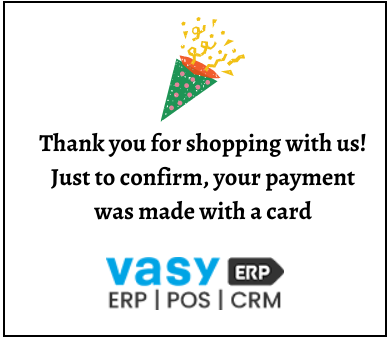 Thank you for shopping with us!
Just to confirm, your payment
was made with a card
vasy ERP
ERP | POS | CRM